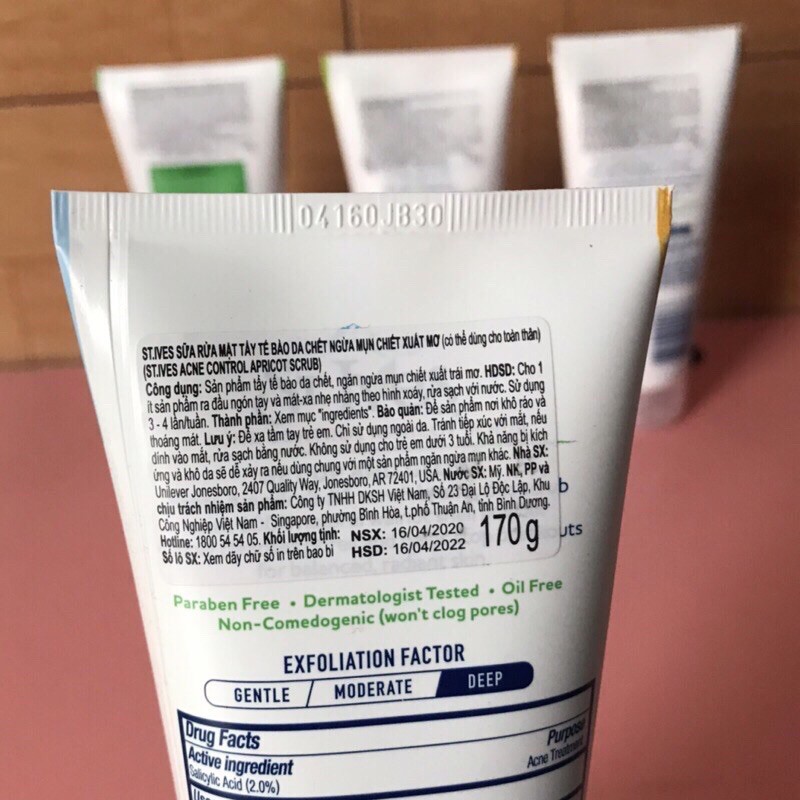 04160JB30
ST.IVES SỮA RỬA MẶT TẨY TẾ BÀO DA CHẾT NGỪA MỤN CHIẾT XUẤT MƠ (có thể dùng cho toàn thân)
(ST.IVES ACNE CONTROL APRICOT SCRUB)
Công dụng: Sản phẩm tẩy tế bào da chết, ngăn ngừa mụn chiết xuất trái mơ. HDSD: Cho 1
ít sản phẩm ra đầu ngón tay và mát-xa nhẹ nhàng theo hình xoáy, rửa sạch với nước. Sử dụng
3 - 4 lần/tuần. Thành phần: Xem mục "ingredients". Bảo quản: Để sản phẩm nơi khô ráo và
thoáng mát. Lưu ý: Để xa tầm tay trẻ em. Chỉ sử dụng ngoài da. Tránh tiếp xúc với mắt, nếu
dính vào mắt, rửa sạch bằng nước. Không sử dụng cho trẻ em dưới 3 tuổi. Khả năng bị kích
ứng và khô da sẽ dễ xảy ra nếu dùng chung với một sản phẩm ngăn ngừa mụn khác. Nhà SX:
Unilever Jonesboro, 2407 Quality Way, Jonesboro, AR 72401, USA. Nước SX: Mỹ. NK, PP và
chịu trách nhiệm sản phẩm: Công ty TNHH DKSH Việt Nam, Số 23 Đại Lộ Độc Lập, Khu
Công Nghiệp Việt Nam - Singapore, phường Bình Hòa, t.phố Thuận An, tỉnh Bình Dương.
Hotline: 1800 54 54 05. Khối lượng tịnh: NSX: 16/04/2020 170g
Số lô SX: Xem dãy chữ số in trên bao bì HSD: 16/04/2022
Paraben Free • Dermatologist Tested • Oil Free
Non-Comedogenic (won't clog pores)
EXFOLIATION FACTOR
GENTLE / MODERATE DEEP
Drug Facts
Active ingredient Purpose
Salicylic Acid (2.0%) Acne Treatment